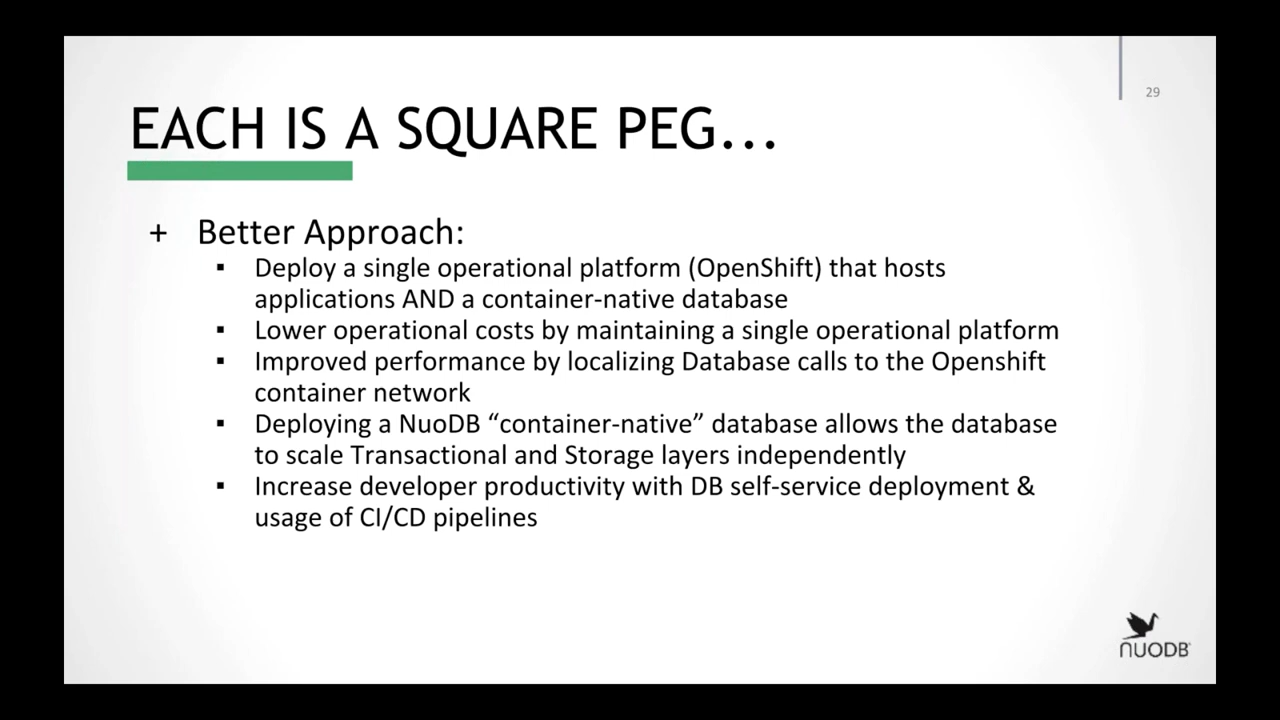 29
EACH IS A SQUARE PEG...
+ Better Approach:
▪ Deploy a single operational platform (OpenShift) that hosts
applications AND a container-native database
▪ Lower operational costs by maintaining a single operational platform
▪ Improved performance by localizing Database calls to the Openshift
container network
▪ Deploying a NuoDB “container-native” database allows the database
to scale Transactional and Storage layers independently
▪ Increase developer productivity with DB self-service deployment &
usage of CI/CD pipelines
NUODB